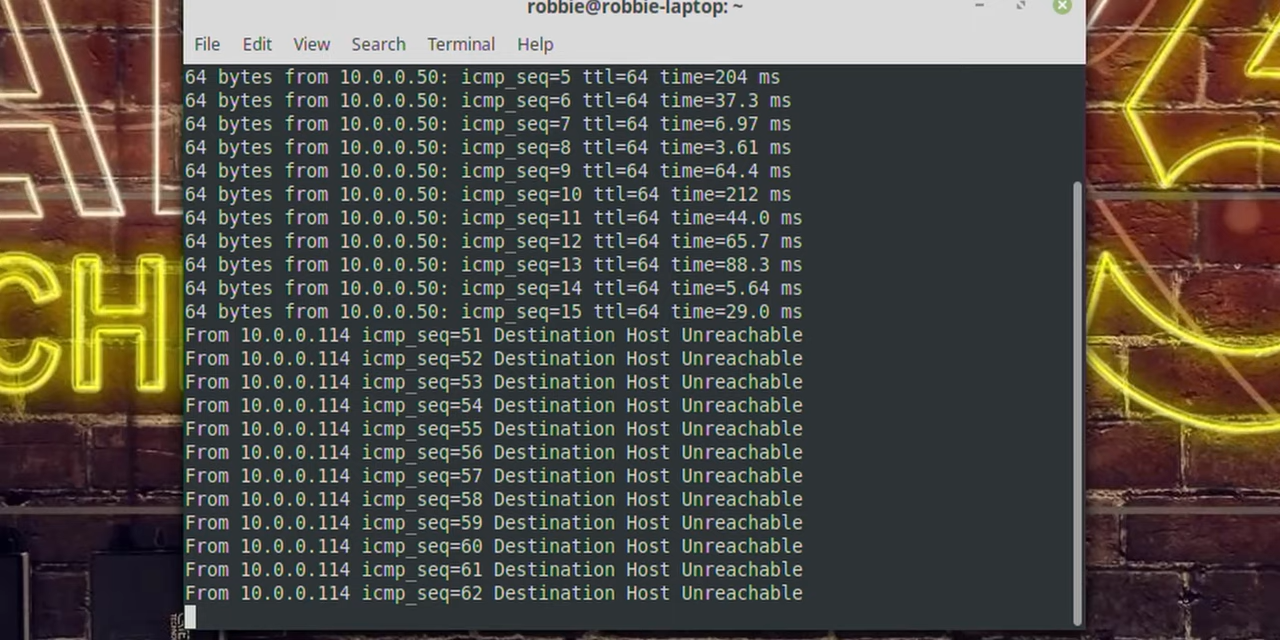 robbie@robbie-laptop: ~
File Edit View Search Terminal Help
64 bytes from 10.0.0.50: icmp_seq=5 ttl=64 time=204 ms
64 bytes from 10.0.0.50: icmp_seq=6 ttl=64 time=37.3 ms
64 bytes from 10.0.0.50: icmp_seq=7 ttl=64 time=6.97 ms
64 bytes from 10.0.0.50: icmp_seq=8 ttl=64 time=3.61 ms
64 bytes from 10.0.0.50: icmp_seq=9 ttl=64 time=64.4 ms
64 bytes from 10.0.0.50: icmp_seq=10 ttl=64 time=212 ms
64 bytes from 10.0.0.50: icmp_seq=11 ttl=64 time=44.0 ms
64 bytes from 10.0.0.50: icmp_seq=12 ttl=64 time=65.7 ms
64 bytes from 10.0.0.50: icmp_seq=13 ttl=64 time=88.3 ms
64 bytes from 10.0.0.50: icmp_seq=14 ttl=64 time=5.64 ms
64 bytes from 10.0.0.50: icmp_seq=15 ttl=64 time=29.0 ms
From 10.0.0.114 icmp_seq=51 Destination Host Unreachable
From 10.0.0.114 icmp_seq=52 Destination Host Unreachable
From 10.0.0.114 icmp_seq=53 Destination Host Unreachable
From 10.0.0.114 icmp_seq=54 Destination Host Unreachable
From 10.0.0.114 icmp_seq=55 Destination Host Unreachable
From 10.0.0.114 icmp_seq=56 Destination Host Unreachable
From 10.0.0.114 icmp_seq=57 Destination Host Unreachable
From 10.0.0.114 icmp_seq=58 Destination Host Unreachable
From 10.0.0.114 icmp_seq=59 Destination Host Unreachable
From 10.0.0.114 icmp_seq=60 Destination Host Unreachable
From 10.0.0.114 icmp_seq=61 Destination Host Unreachable
From 10.0.0.114 icmp_seq=62 Destination Host Unreachable
CH